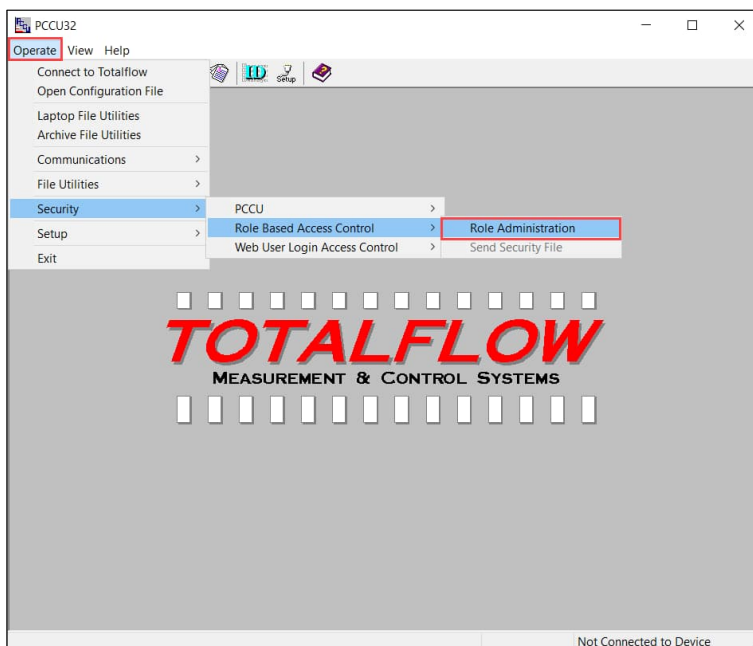 PCCU32
Operate View Help
Connect to Totalflow
Open Configuration File
ID Setup
Laptop File Utilities
Archive File Utilities
Communications
File Utilities
Security
Setup
Exit
PCCU
Role Based Access Control
Web User Login Access Control
Role Administration
Send Security File
TOTALFLOW
MEASUREMENT & CONTROL SYSTEMS
Not Connected to Device